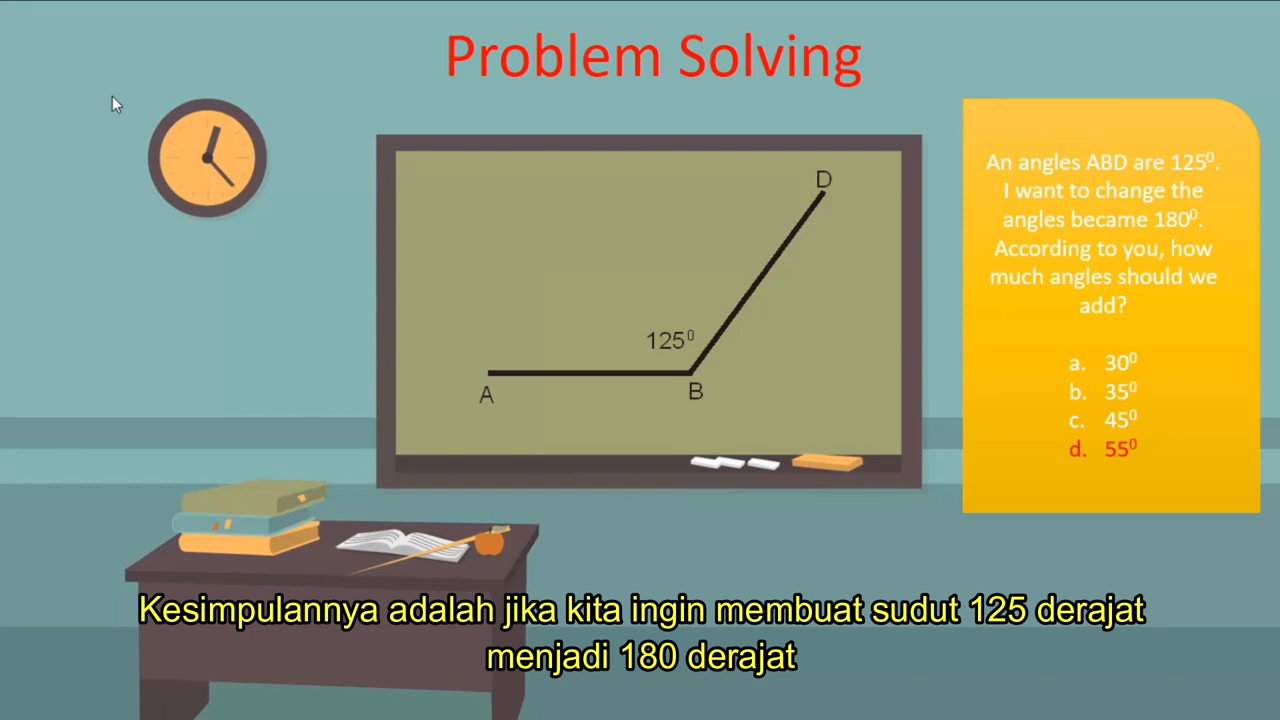 Problem Solving
An angles ABD are 125⁰.
I want to change the
angles became 180⁰.
According to you, how
much angles should we
add?
a. 30⁰
b. 35⁰
c. 45⁰
d. 55⁰
D
125⁰
A
B
Kesimpulannya adalah jika kita ingin membuat sudut 125 derajat
menjadi 180 derajat